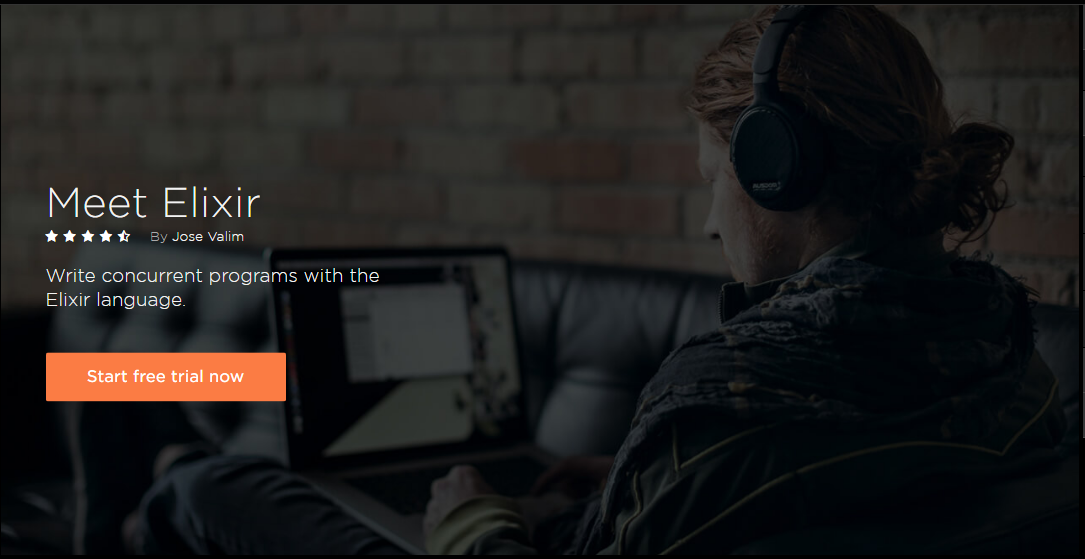 Meet Elixir
By Jose Valim
Write concurrent programs with the
Elixir language.
Start free trial now